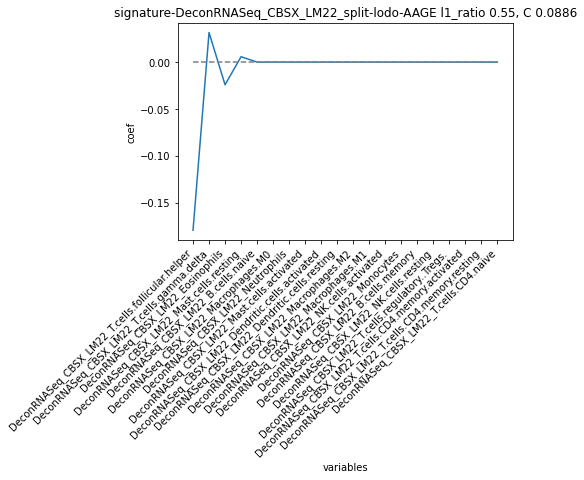 signature-DeconRNASeq_CBSX_LM22_split-lodo-AAGE l1_ratio 0.55, C 0.0886
0.00
−0.05
−0.10
−0.15
coef
DeconRNASeq_CBSX_LM22_T.cells.follicular.helper
DeconRNASeq_CBSX_LM22_T.cells.gamma.delta
DeconRNASeq_CBSX_LM22_Eosinophils
DeconRNASeq_CBSX_LM22_Mast.cells.resting
DeconRNASeq_CBSX_LM22_B.cells.naive
DeconRNASeq_CBSX_LM22_Macrophages.M0
DeconRNASeq_CBSX_LM22_Neutrophils
DeconRNASeq_CBSX_LM22_Mast.cells.activated
DeconRNASeq_CBSX_LM22_Dendritic.cells.activated
DeconRNASeq_CBSX_LM22_Dendritic.cells.resting
DeconRNASeq_CBSX_LM22_Macrophages.M2
DeconRNASeq_CBSX_LM22_Macrophages.M1
DeconRNASeq_CBSX_LM22_NK.cells.activated
DeconRNASeq_CBSX_LM22_Monocytes
DeconRNASeq_CBSX_LM22_B.cells.memory
DeconRNASeq_CBSX_LM22_NK.cells.resting
DeconRNASeq_CBSX_LM22_T.cells.regulatory..Tregs.
DeconRNASeq_CBSX_LM22_T.cells.CD4.memory.activated
DeconRNASeq_CBSX_LM22_T.cells.CD4.memory.resting
DeconRNASeq_CBSX_LM22_T.cells.CD4.naive
variables